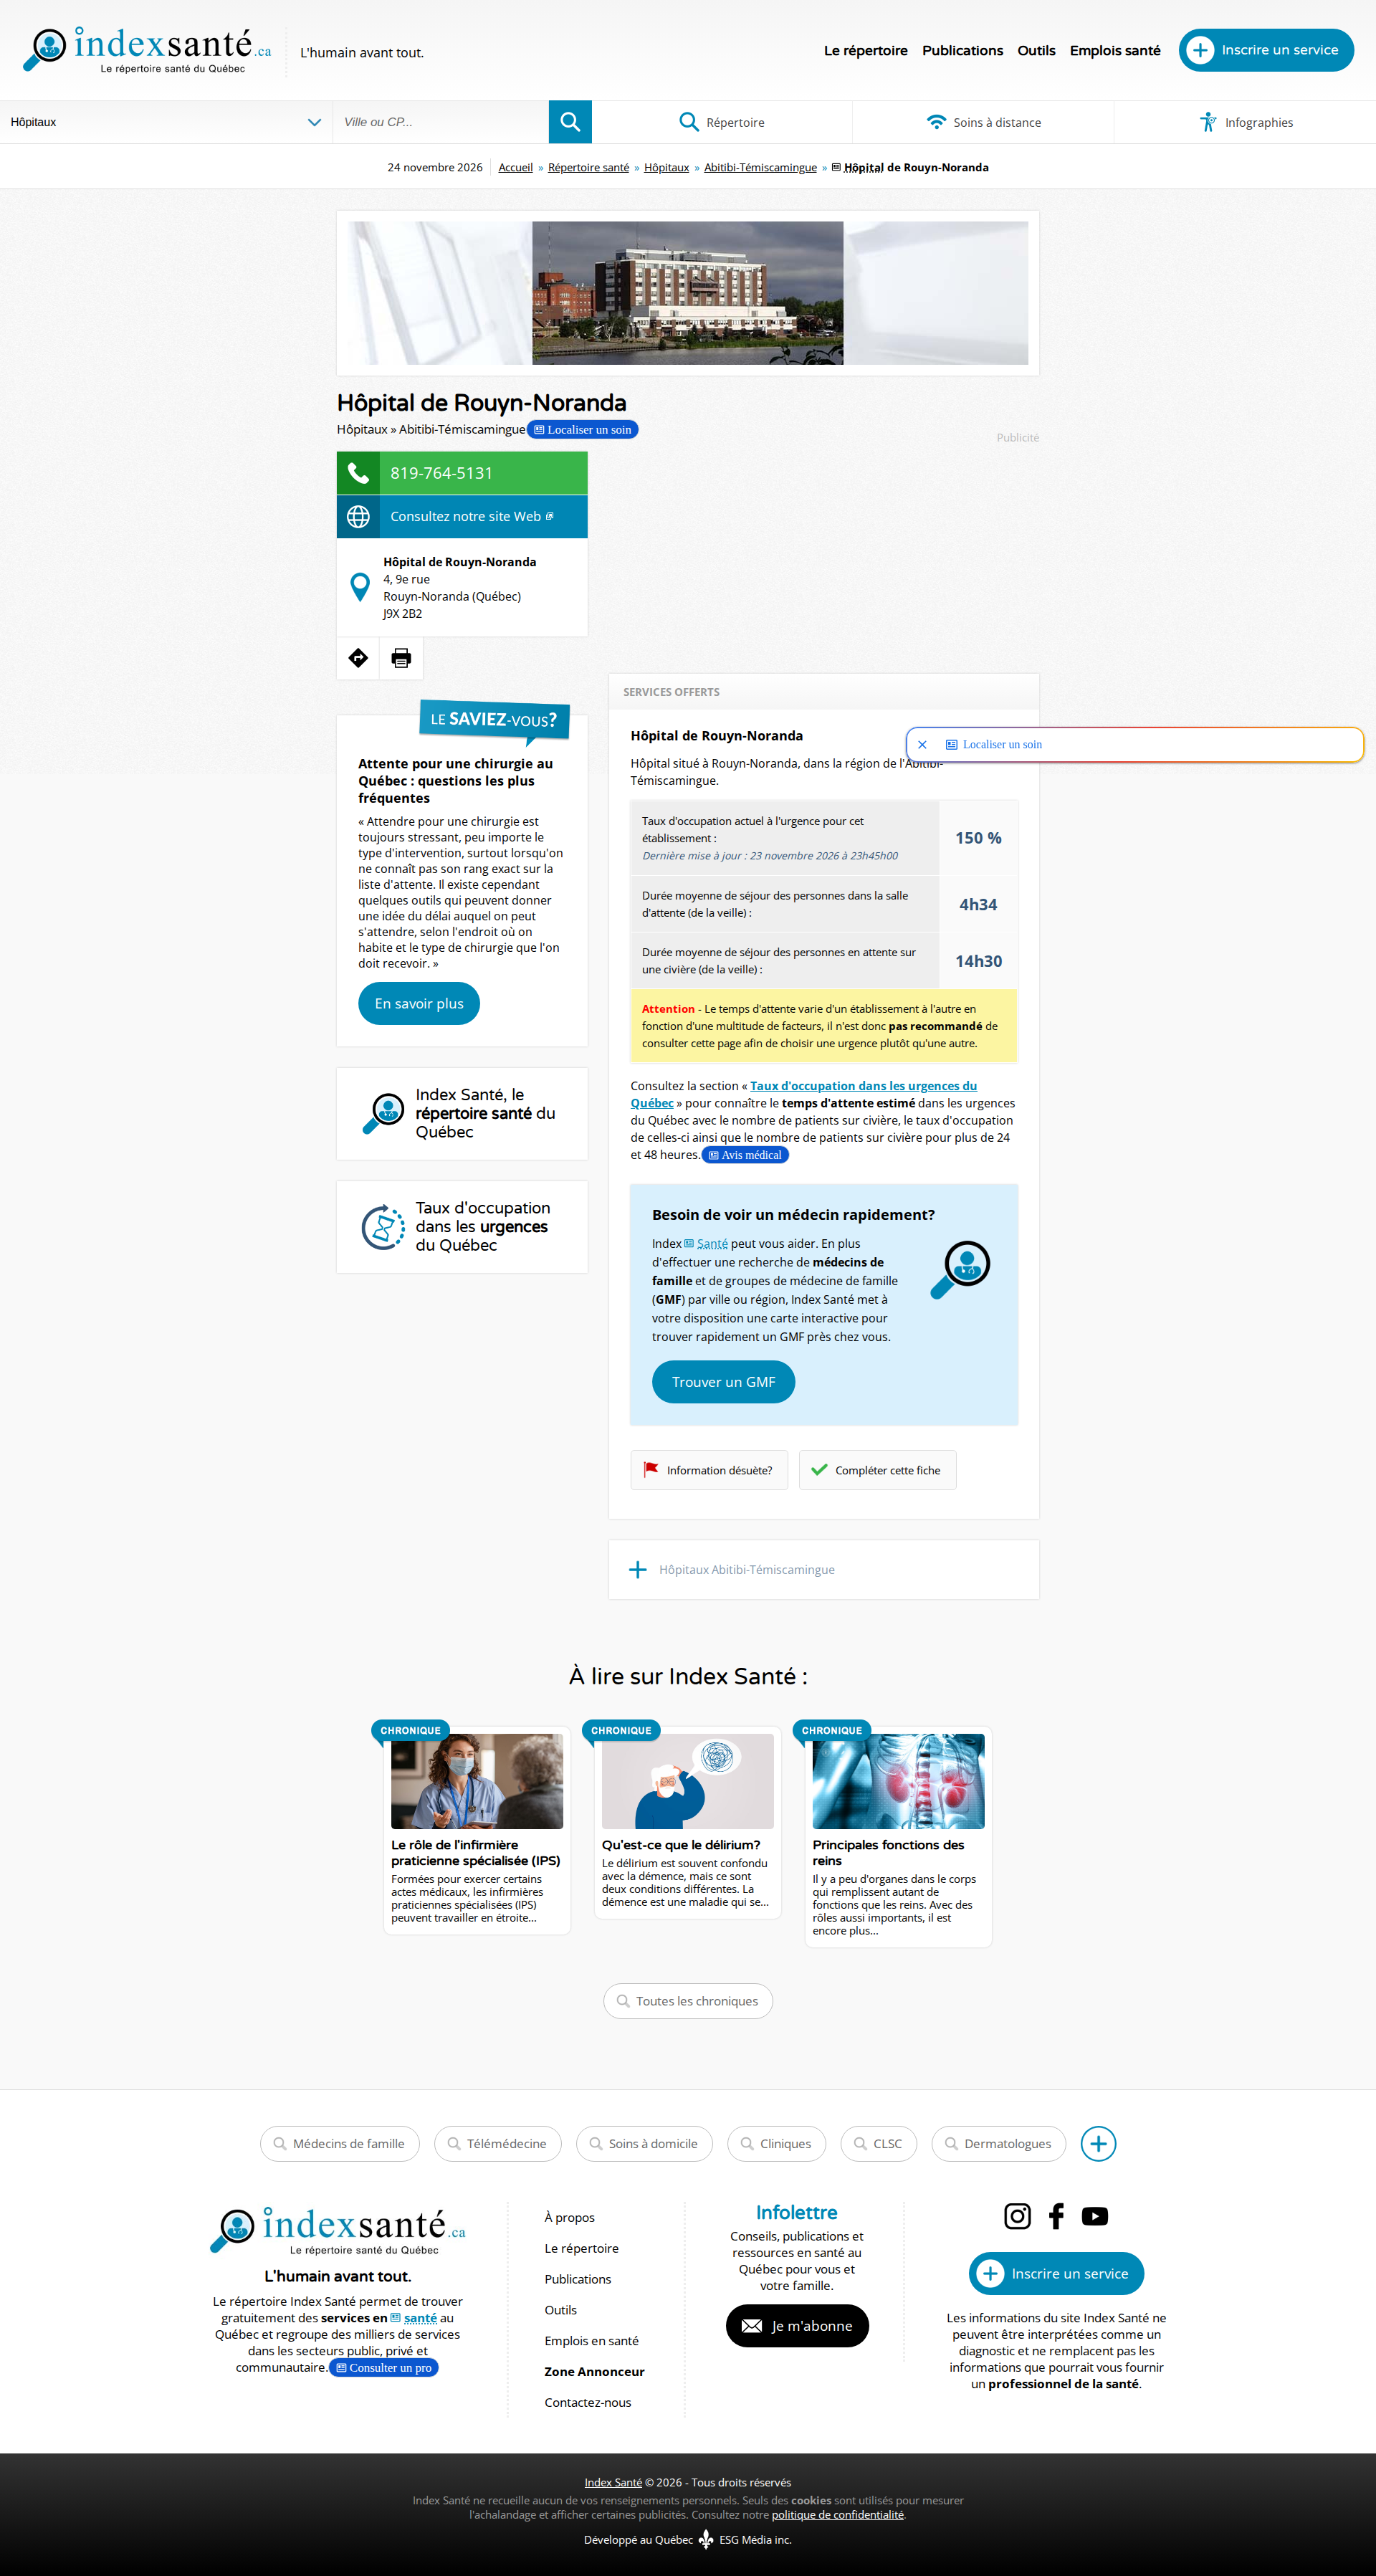 indexsanté.ca
Le répertoire santé du Québec
L'humain avant tout.
Le répertoire
Publications
Outils
Emplois santé
Inscrire un service
Hôpitaux
Ville ou CP...
Répertoire
Soins à distance
Infographies
24 novembre 2026
Accueil » Répertoire santé » Hôpitaux » Abitibi-Témiscamingue » Hôpital de Rouyn-Noranda
Hôpital de Rouyn-Noranda
Hôpitaux » Abitibi-Témiscamingue Localiser un soin
Publicité
819-764-5131
Consultez notre site Web
Hôpital de Rouyn-Noranda
4, 9e rue
Rouyn-Noranda (Québec)
J9X 2B2
LE SAVIEZ-VOUS?
Attente pour une chirurgie au
Québec : questions les plus
fréquentes
« Attendre pour une chirurgie est
toujours stressant, peu importe le
type d'intervention, surtout lorsqu'on
ne connaît pas son rang exact sur la
liste d'attente. Il existe cependant
quelques outils qui peuvent donner
une idée du délai auquel on peut
s'attendre, selon l'endroit où on
habite et le type de chirurgie que l'on
doit recevoir. »
En savoir plus
Index Santé, le
répertoire santé du
Québec
Taux d'occupation
dans les urgences
du Québec
SERVICES OFFERTS
Hôpital de Rouyn-Noranda
Localiser un soin
Hôpital situé à Rouyn-Noranda, dans la région de l'Abitibi-
Témiscamingue.
Taux d'occupation actuel à l'urgence pour cet
établissement :
Dernière mise à jour : 23 novembre 2026 à 23h45h00
150 %
Durée moyenne de séjour des personnes dans la salle
d'attente (de la veille) :
4h34
Durée moyenne de séjour des personnes en attente sur
une civière (de la veille) :
14h30
Attention - Le temps d'attente varie d'un établissement à l'autre en
fonction d'une multitude de facteurs, il n'est donc pas recommandé de
consulter cette page afin de choisir une urgence plutôt qu'une autre.
Consultez la section « Taux d'occupation dans les urgences du
Québec » pour connaître le temps d'attente estimé dans les urgences
du Québec avec le nombre de patients sur civière, le taux d'occupation
de celles-ci ainsi que le nombre de patients sur civière pour plus de 24
et 48 heures. Avis médical
Besoin de voir un médecin rapidement?
Index Santé peut vous aider. En plus
d'effectuer une recherche de médecins de
famille et de groupes de médecine de famille
(GMF) par ville ou région, Index Santé met à
votre disposition une carte interactive pour
trouver rapidement un GMF près chez vous.
Trouver un GMF
Information désuète?
Compléter cette fiche
Hôpitaux Abitibi-Témiscamingue
À lire sur Index Santé :
CHRONIQUE
Le rôle de l'infirmière
praticienne spécialisée (IPS)
Formées pour exercer certains
actes médicaux, les infirmières
praticiennes spécialisées (IPS)
peuvent travailler en étroite...
CHRONIQUE
Qu'est-ce que le délirium?
Le délirium est souvent confondu
avec la démence, mais ce sont
deux conditions différentes. La
démence est une maladie qui se...
CHRONIQUE
Principales fonctions des
reins
Il y a peu d'organes dans le corps
qui remplissent autant de
fonctions que les reins. Avec des
rôles aussi importants, il est
encore plus...
Toutes les chroniques
Médecins de famille
Télémédecine
Soins à domicile
Cliniques
CLSC
Dermatologues
indexsanté.ca
Le répertoire santé du Québec
L'humain avant tout.
Le répertoire Index Santé permet de trouver
gratuitement des services en santé au
Québec et regroupe des milliers de services
dans les secteurs public, privé et
communautaire. Consulter un pro
À propos
Le répertoire
Publications
Outils
Emplois en santé
Zone Annonceur
Contactez-nous
Infolettre
Conseils, publications et
ressources en santé au
Québec pour vous et
votre famille.
Je m'abonne
Inscrire un service
Les informations du site Index Santé ne
peuvent être interprétées comme un
diagnostic et ne remplacent pas les
informations que pourrait vous fournir
un professionnel de la santé.
Index Santé © 2026 - Tous droits réservés
Index Santé ne recueille aucun de vos renseignements personnels. Seuls des cookies sont utilisés pour mesurer
l'achalandage et afficher certaines publicités. Consultez notre politique de confidentialité.
Développé au Québec ESG Média inc.